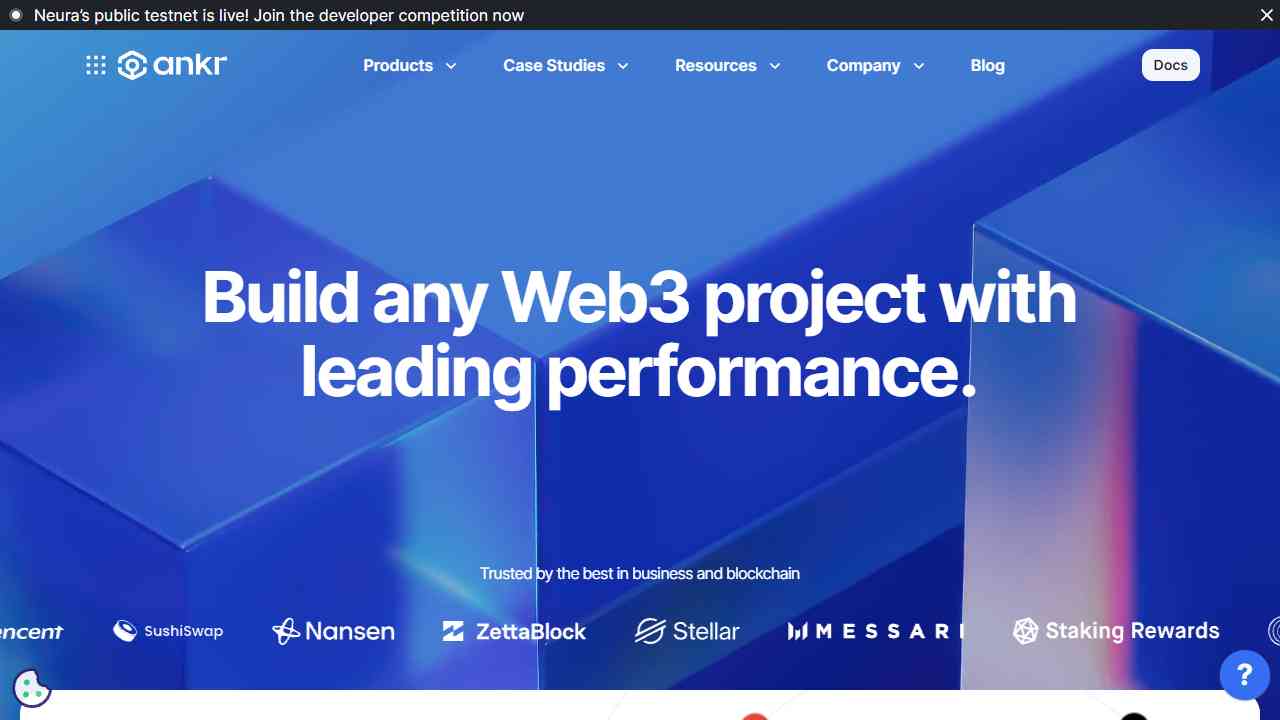 Neura's public testnet is live! Join the developer competition now
ankr
Products
Case Studies
Resources
Company
Blog
Docs
Build any Web3 project with
leading performance.
Trusted by the best in business and blockchain
SushiSwap
Nansen
ZettaBlock
Stellar
MESSARI
Staking Rewards
?